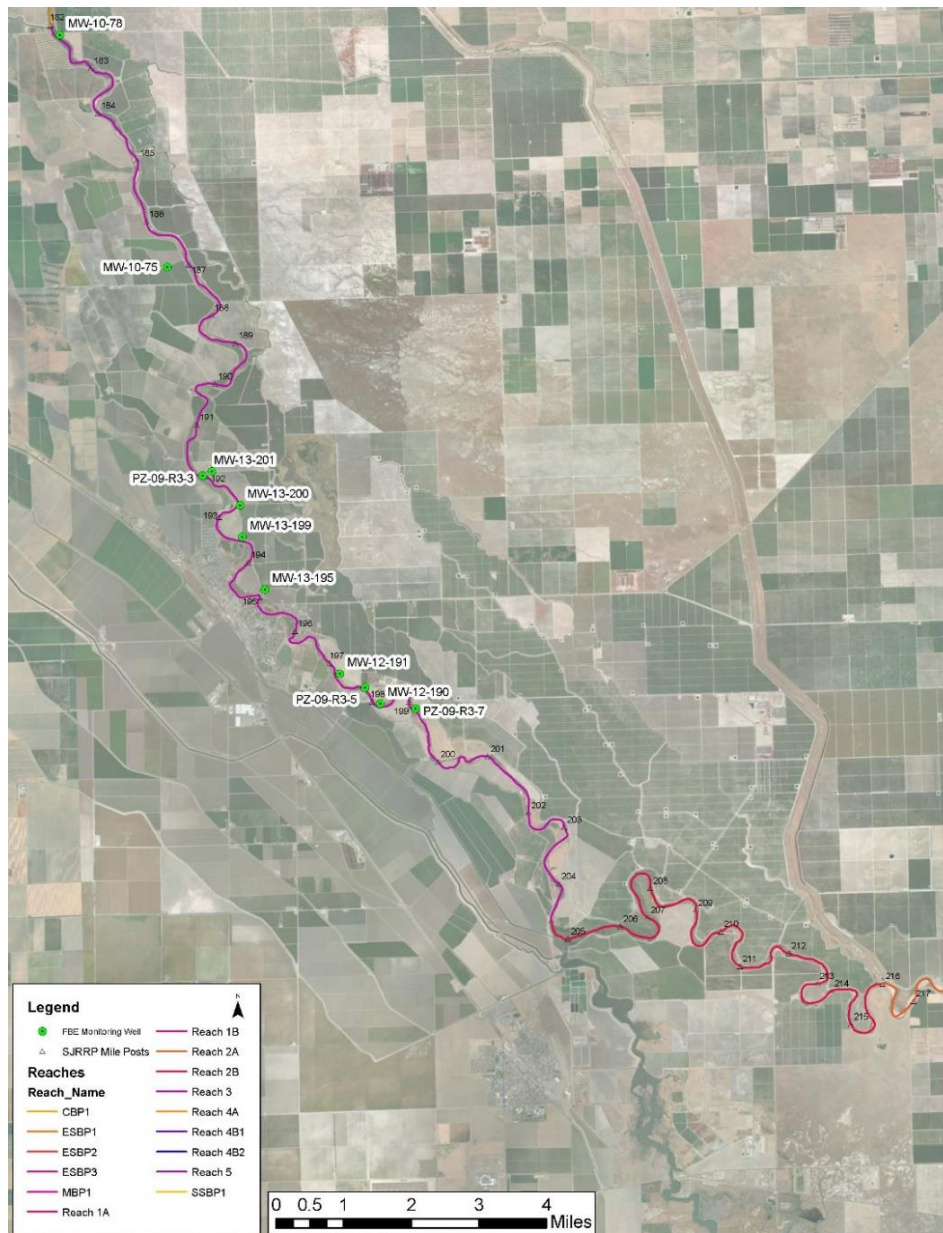 182
MW-10-78
183
184
185
186
MW-10-75
187
188
189
190
191
MW-13-201
PZ-09-R3-3
192
MW-13-200
193
MW-13-199
194
MW-13-195
195
196
197
MW-12-191
PZ-09-R3-5
198
MW-12-190
199
PZ-09-R3-7
200
201
202
203
204
205
206
207
208
209
210
211
212
213
214
215
216
217
Legend
N
FBE Monitoring Well
SJRRP Mile Posts
Reaches
Reach_Name
CBP1
ESBP1
ESBP2
ESBP3
MBP1
Reach 1A
Reach 1B
Reach 2A
Reach 2B
Reach 3
Reach 4A
Reach 4B1
Reach 4B2
Reach 5
SSBP1
0 0.5 1 2 3 4
Miles